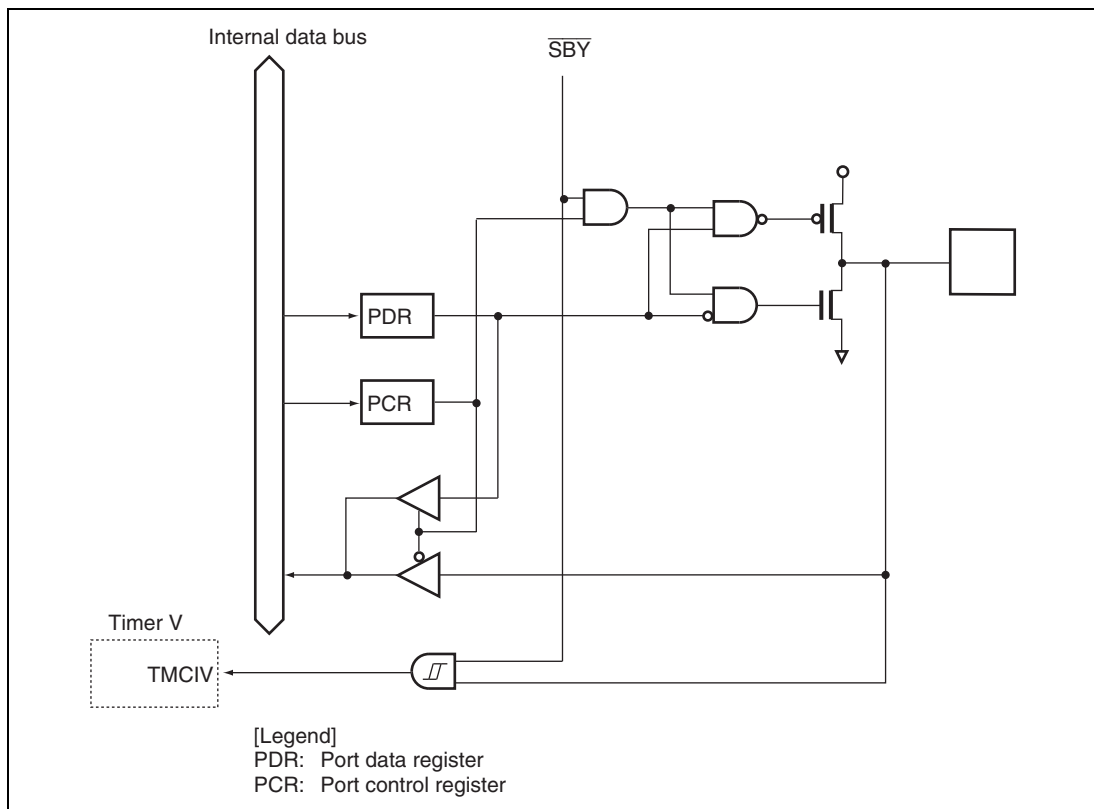 Internal data bus
SBY
PDR
PCR
Timer V
TMCIV
[Legend]
PDR: Port data register
PCR: Port control register